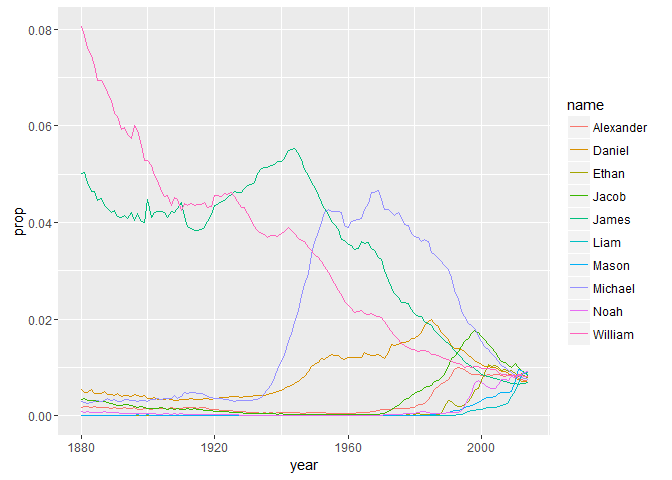 0.08
0.06
0.04
0.02
0.00
prop
1880
1920
1960
2000
year
name
Alexander
Daniel
Ethan
Jacob
James
Liam
Mason
Michael
Noah
William